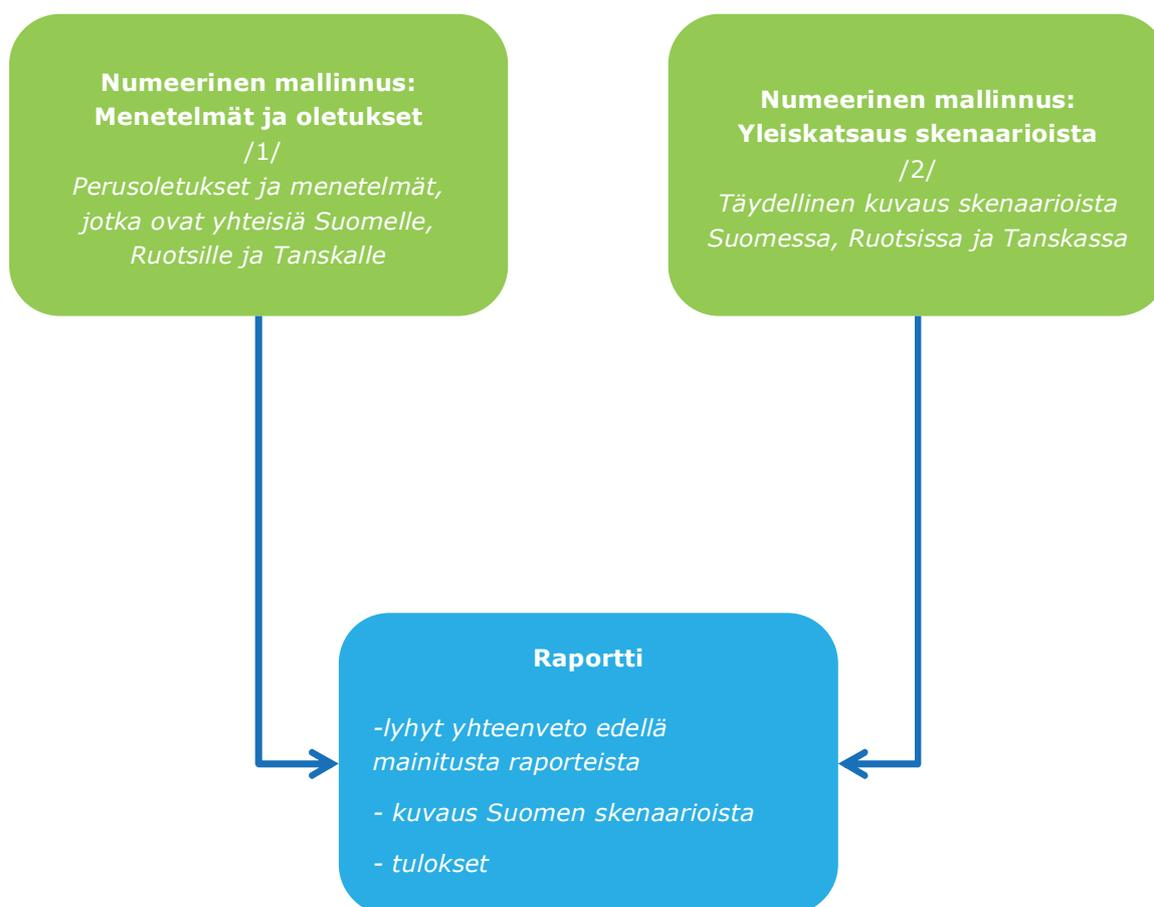 Numeerinen mallinnus:
Menetelmät ja oletukset
/1/
Perusoletukset ja menetelmät,
jotka ovat yhteisiä Suomelle,
Ruotsille ja Tanskalle
Numeerinen mallinnus:
Yleiskatsaus skenaarioista
/2/
Täydellinen kuvaus skenaarioista
Suomessa, Ruotsissa ja Tanskassa
Raportti
-lyhyt yhteenveto edellä
mainitusta raporteista
- kuvaus Suomen skenaarioista
- tulokset